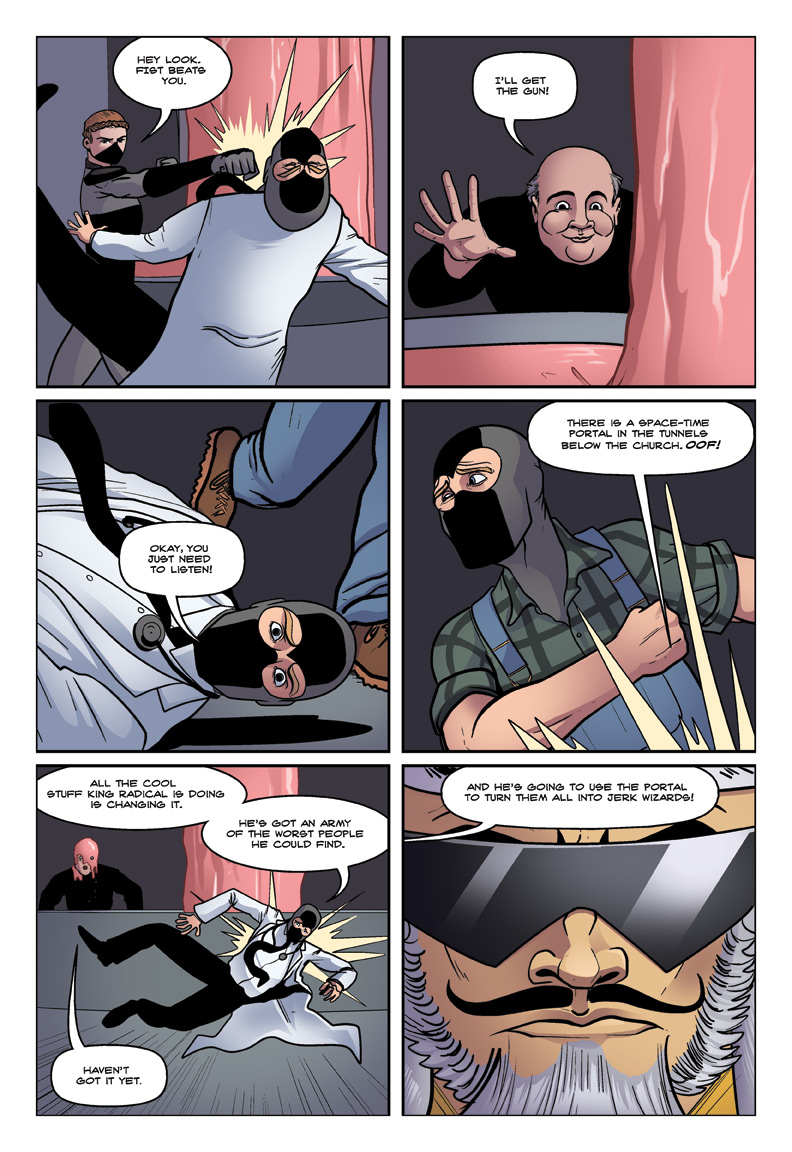 HEY LOOK.
FIST BEATS
YOU.
I'LL GET
THE GUN!
OKAY, YOU
JUST NEED
TO LISTEN!
THERE IS A SPACE-TIME
PORTAL IN THE TUNNELS
BELOW THE CHURCH. OOF!
ALL THE COOL
STUFF KING RADICAL IS DOING
IS CHANGING IT.
HE'S GOT AN ARMY
OF THE WORST PEOPLE
HE COULD FIND.
HAVEN'T
GOT IT YET.
AND HE'S GOING TO USE THE PORTAL
TO TURN THEM ALL INTO JERK WIZARDS!